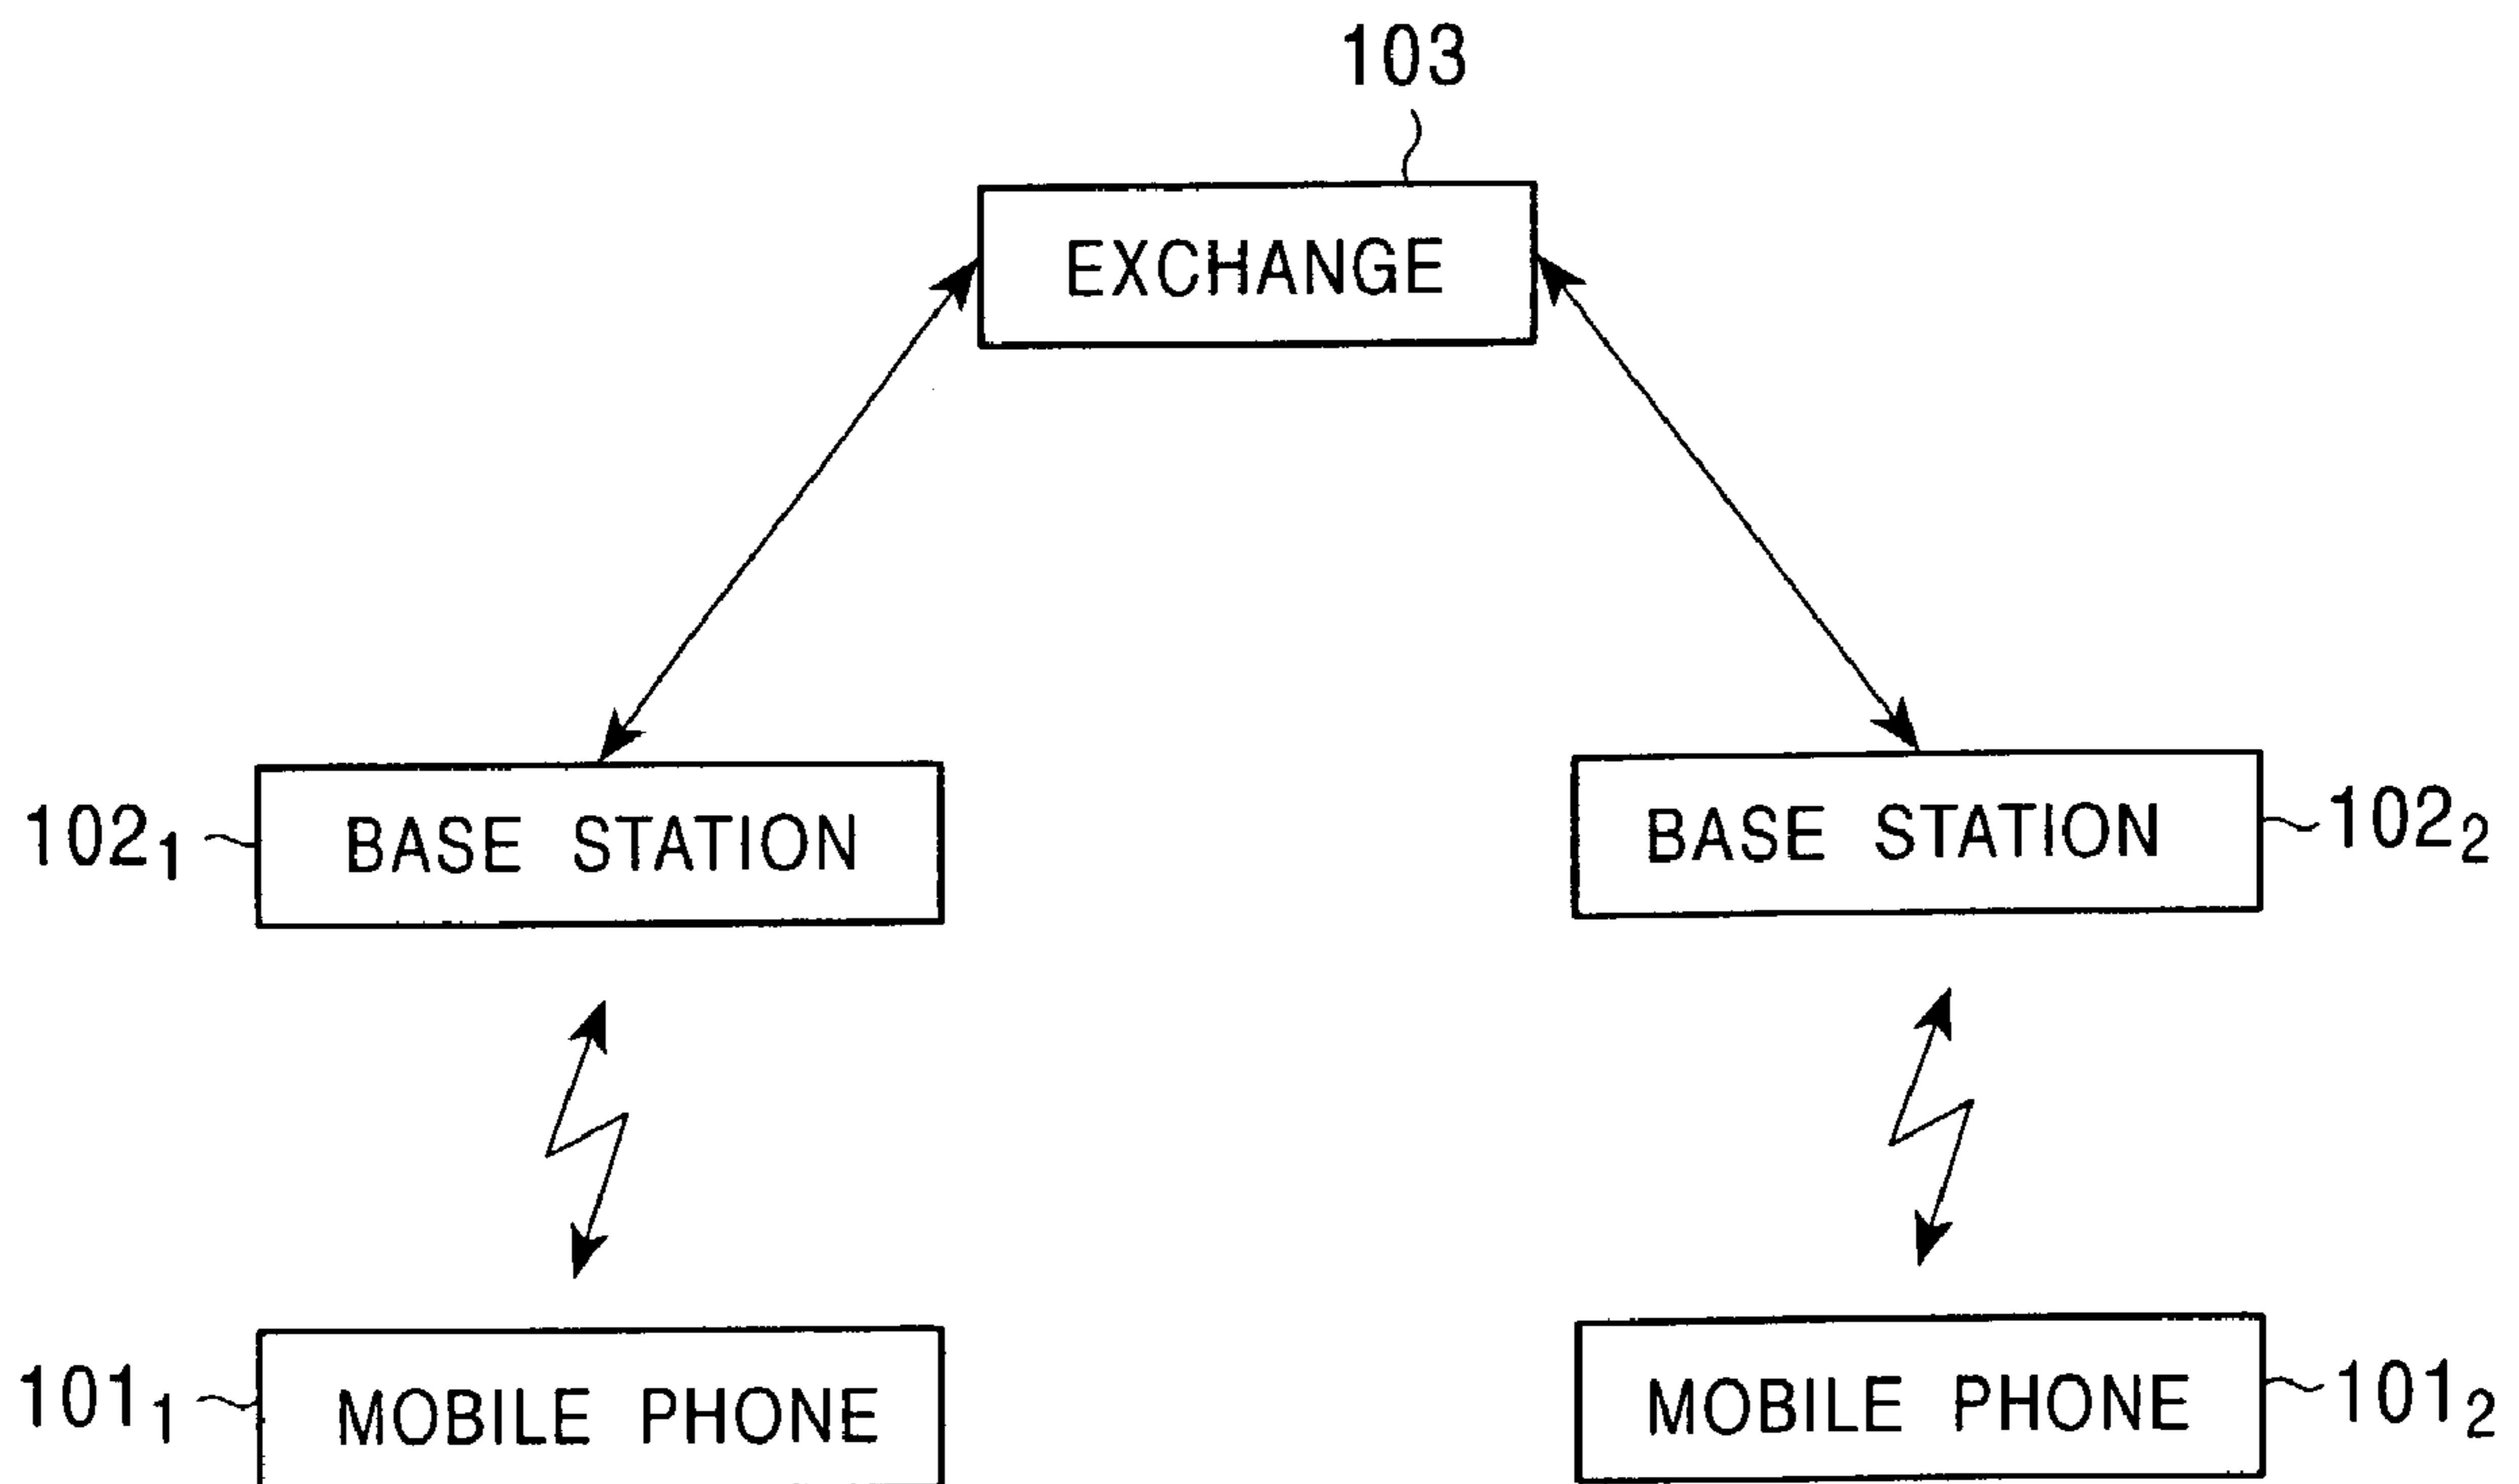 103
EXCHANGE
102₁ BASE STATION
BASE STATION 102₂
101₁ MOBILE PHONE
MOBILE PHONE 101₂